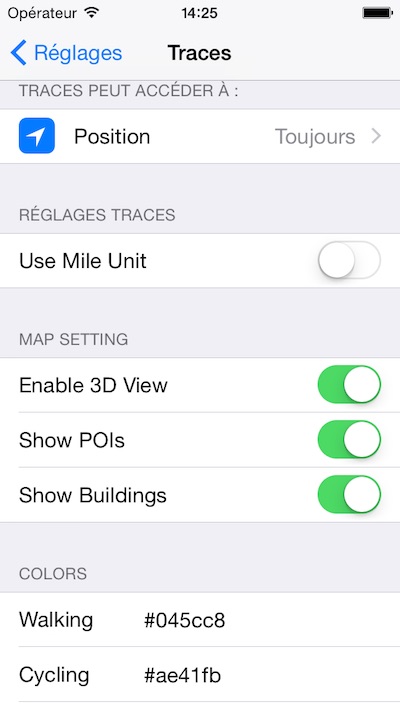 Opérateur 14:25
Réglages Traces
TRACES PEUT ACCÉDER À :
Position Toujours
RÉGLAGES TRACES
Use Mile Unit
MAP SETTING
Enable 3D View
Show POIs
Show Buildings
COLORS
Walking #045cc8
Cycling #ae41fb